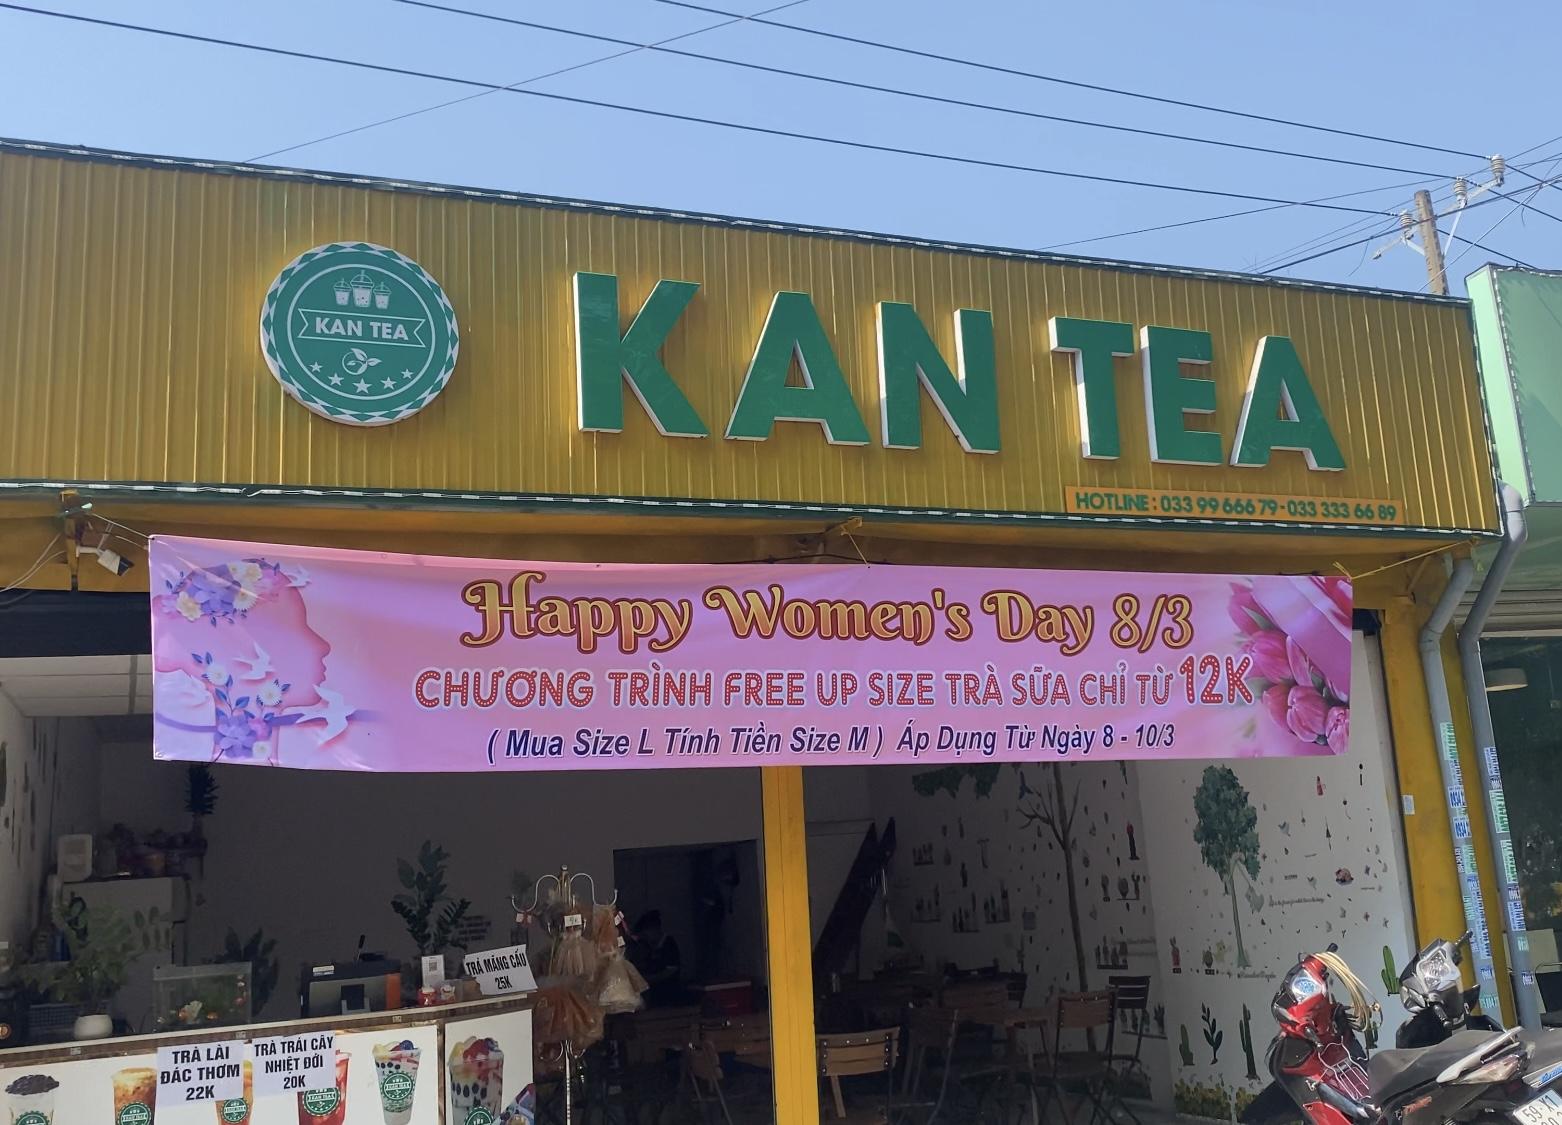 KAN TEA
KAN TEA
HOTLINE: 033 99 666 79 - 033 333 66 89
Happy Women's Day 8/3
CHƯƠNG TRÌNH FREE UP SIZE TRÀ SỮA CHỈ TỪ 12K
( Mua Size L Tính Tiền Size M ) Áp Dụng Từ Ngày 8 - 10/3
TRÀ MÃNG CẦU
25K
TRÀ LÀI
ĐÁC THƠM
22K
TRÀ TRÁI CÂY
NHIỆT ĐỚI
20K